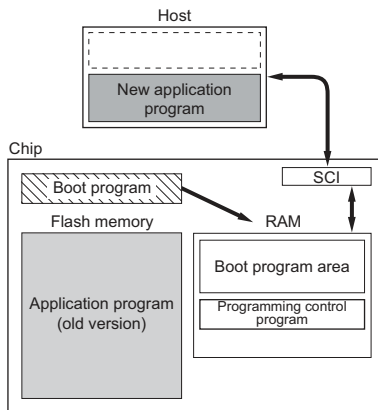 Host
New application
program
Chip
SCI
Boot program
Flash memory
RAM
Application program
(old version)
Boot program area
Programming control
program